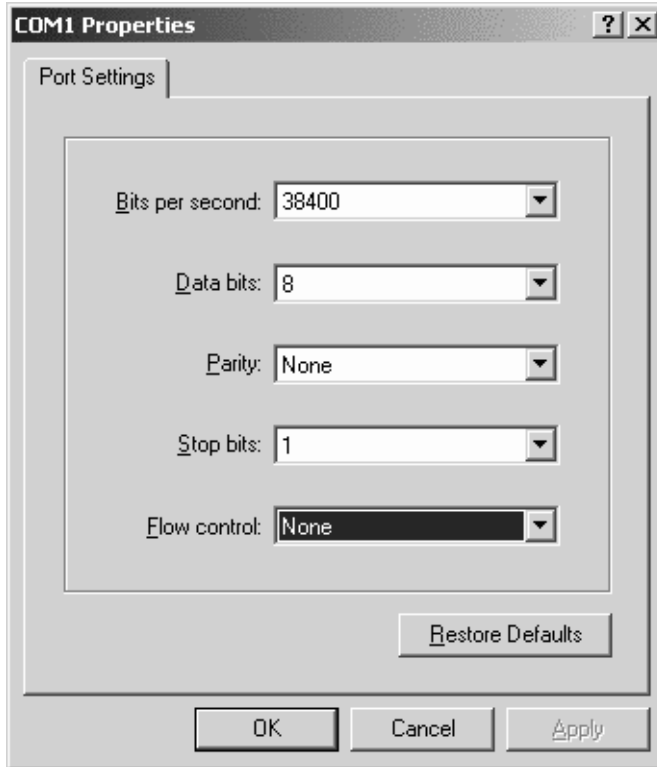 COM1 Properties
Port Settings
Bits per second: 38400
Data bits: 8
Parity: None
Stop bits: 1
Flow control: None
Restore Defaults
OK Cancel Apply